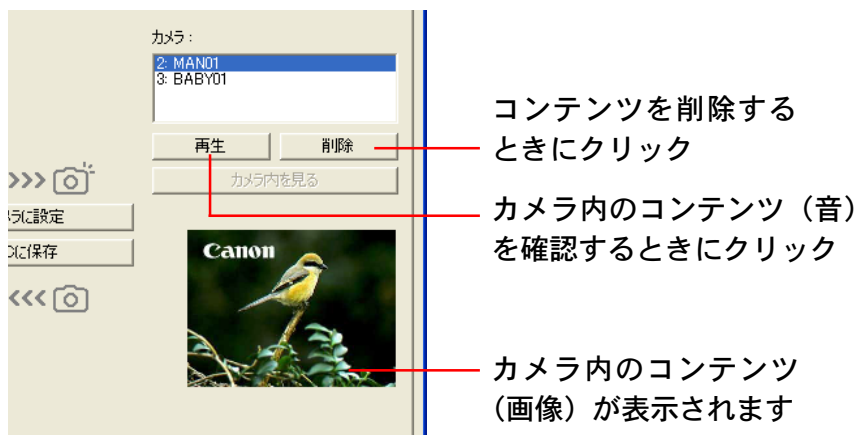 カメラ：
2: MAN01
3: BABY01
再生
削除
カメラ内を見る
>>>
に設定
に保存
<<<
Canon
コンテンツを削除する
ときにクリック
カメラ内のコンテンツ（音）
を確認するときにクリック
カメラ内のコンテンツ
（画像）が表示されます